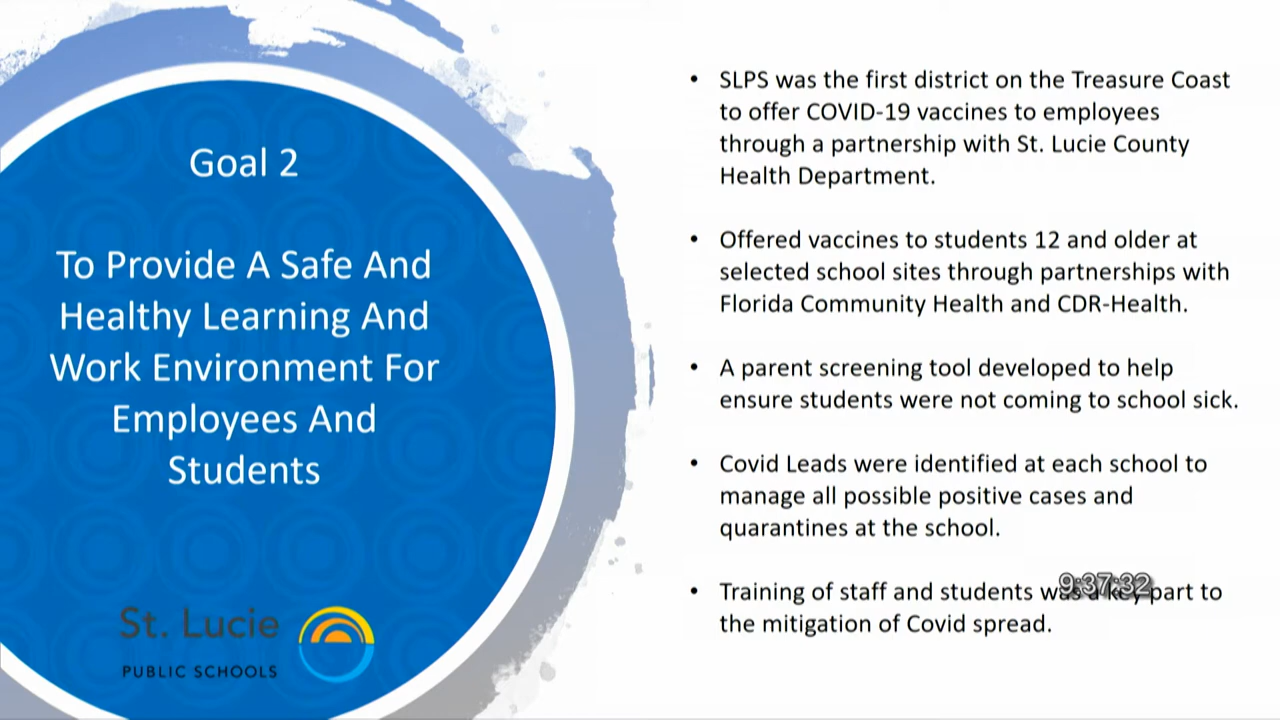 Goal 2
To Provide A Safe And
Healthy Learning And
Work Environment For
Employees And
Students
St. Lucie
PUBLIC SCHOOLS
• SLPS was the first district on the Treasure Coast
to offer COVID-19 vaccines to employees
through a partnership with St. Lucie County
Health Department.
• Offered vaccines to students 12 and older at
selected school sites through partnerships with
Florida Community Health and CDR-Health.
• A parent screening tool developed to help
ensure students were not coming to school sick.
• Covid Leads were identified at each school to
manage all possible positive cases and
quarantines at the school.
9:37:32
• Training of staff and students was a key part to
the mitigation of Covid spread.